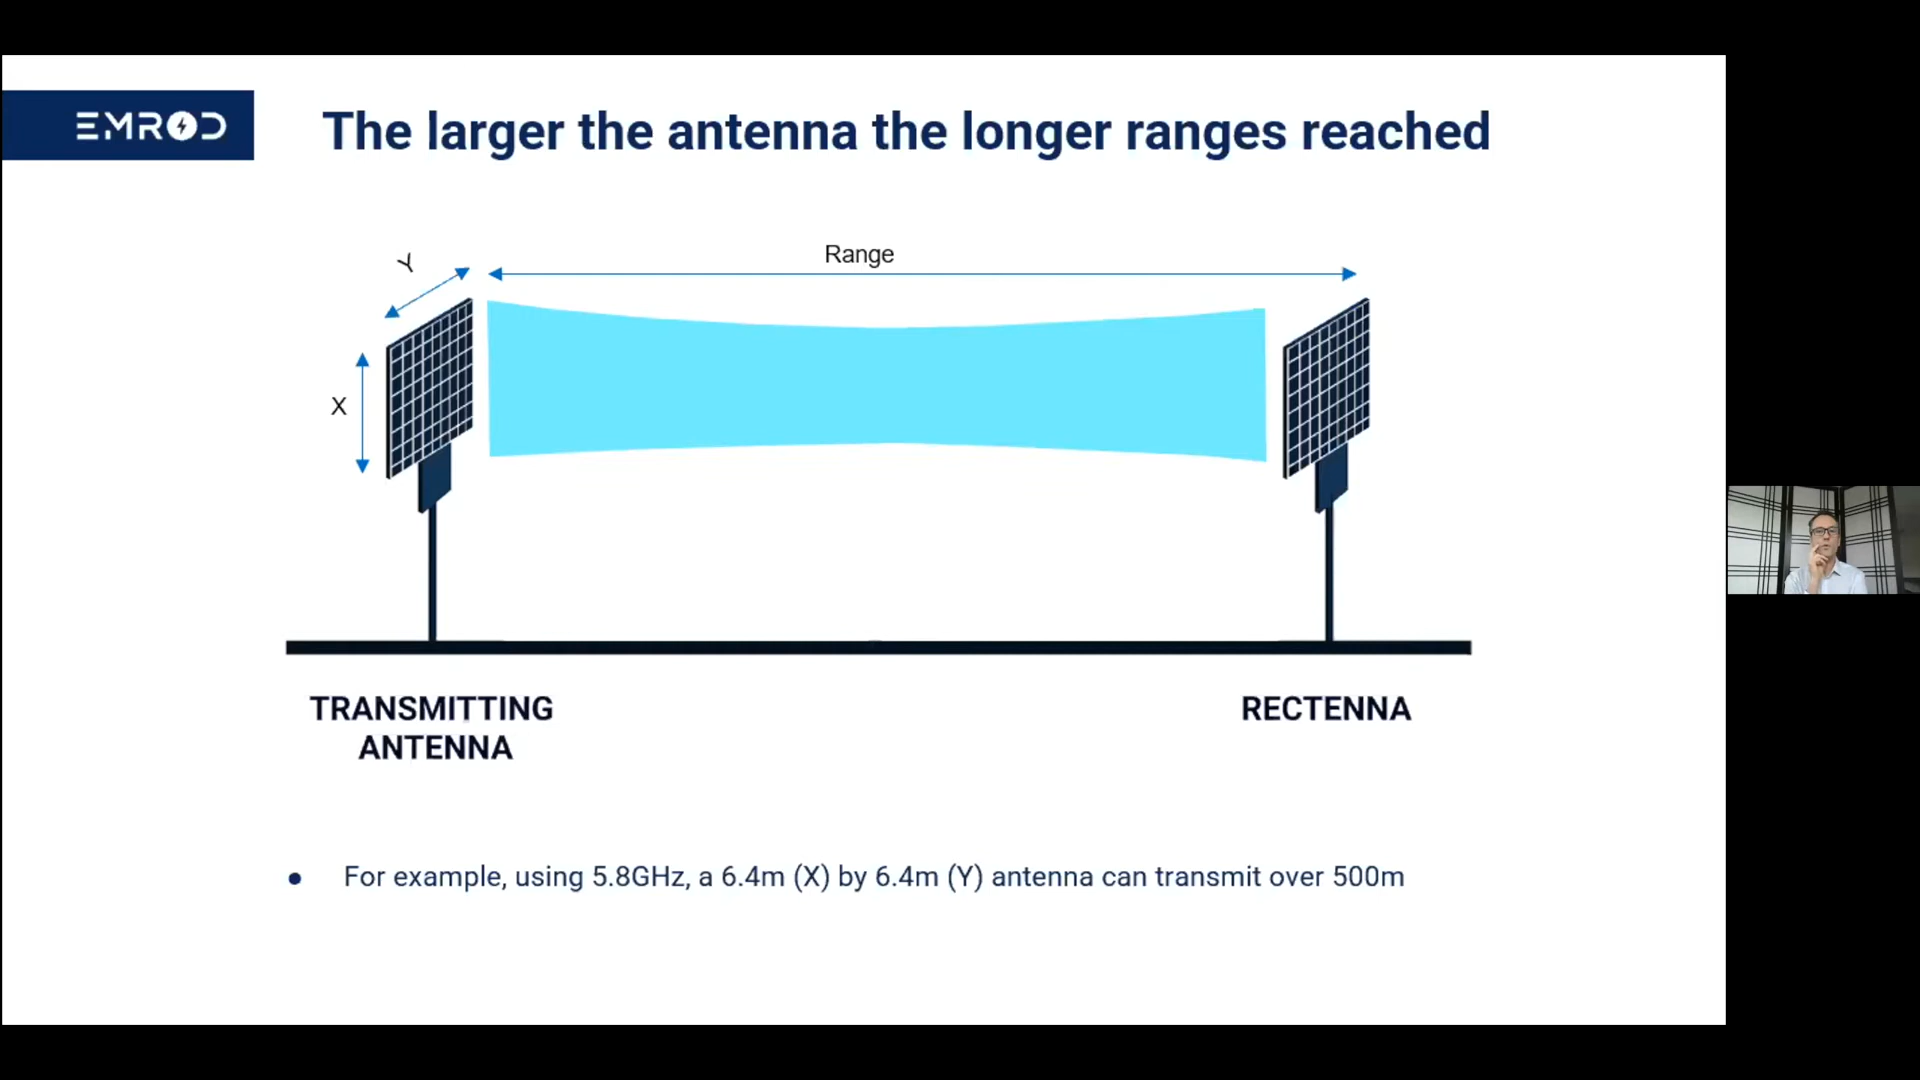 EMROD
The larger the antenna the longer ranges reached
Y
Range
X
TRANSMITTING
ANTENNA
RECTENNA
● For example, using 5.8GHz, a 6.4m (X) by 6.4m (Y) antenna can transmit over 500m